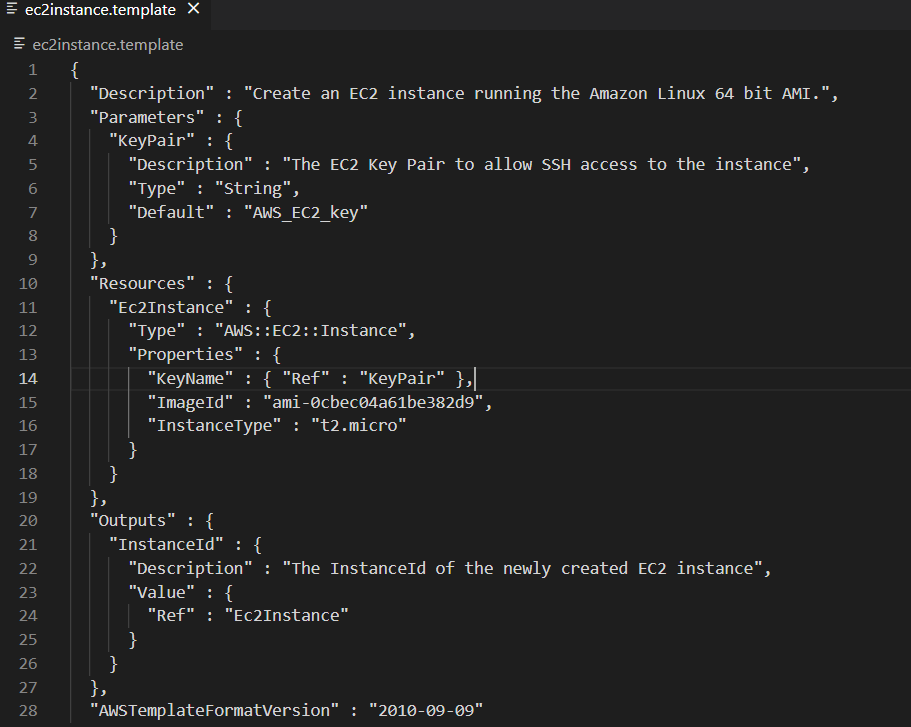 ec2instance.template ×
ec2instance.template
1 {
2   "Description" : "Create an EC2 instance running the Amazon Linux 64 bit AMI.",
3   "Parameters" : {
4     "KeyPair" : {
5       "Description" : "The EC2 Key Pair to allow SSH access to the instance",
6       "Type" : "String",
7       "Default" : "AWS_EC2_key"
8     }
9   },
10   "Resources" : {
11     "Ec2Instance" : {
12       "Type" : "AWS::EC2::Instance",
13       "Properties" : {
14         "KeyName" : { "Ref" : "KeyPair" },
15         "ImageId" : "ami-0cbec04a61be382d9",
16         "InstanceType" : "t2.micro"
17       }
18     }
19   },
20   "Outputs" : {
21     "InstanceId" : {
22       "Description" : "The InstanceId of the newly created EC2 instance",
23       "Value" : {
24         "Ref" : "Ec2Instance"
25       }
26     }
27   },
28   "AWSTemplateFormatVersion" : "2010-09-09"